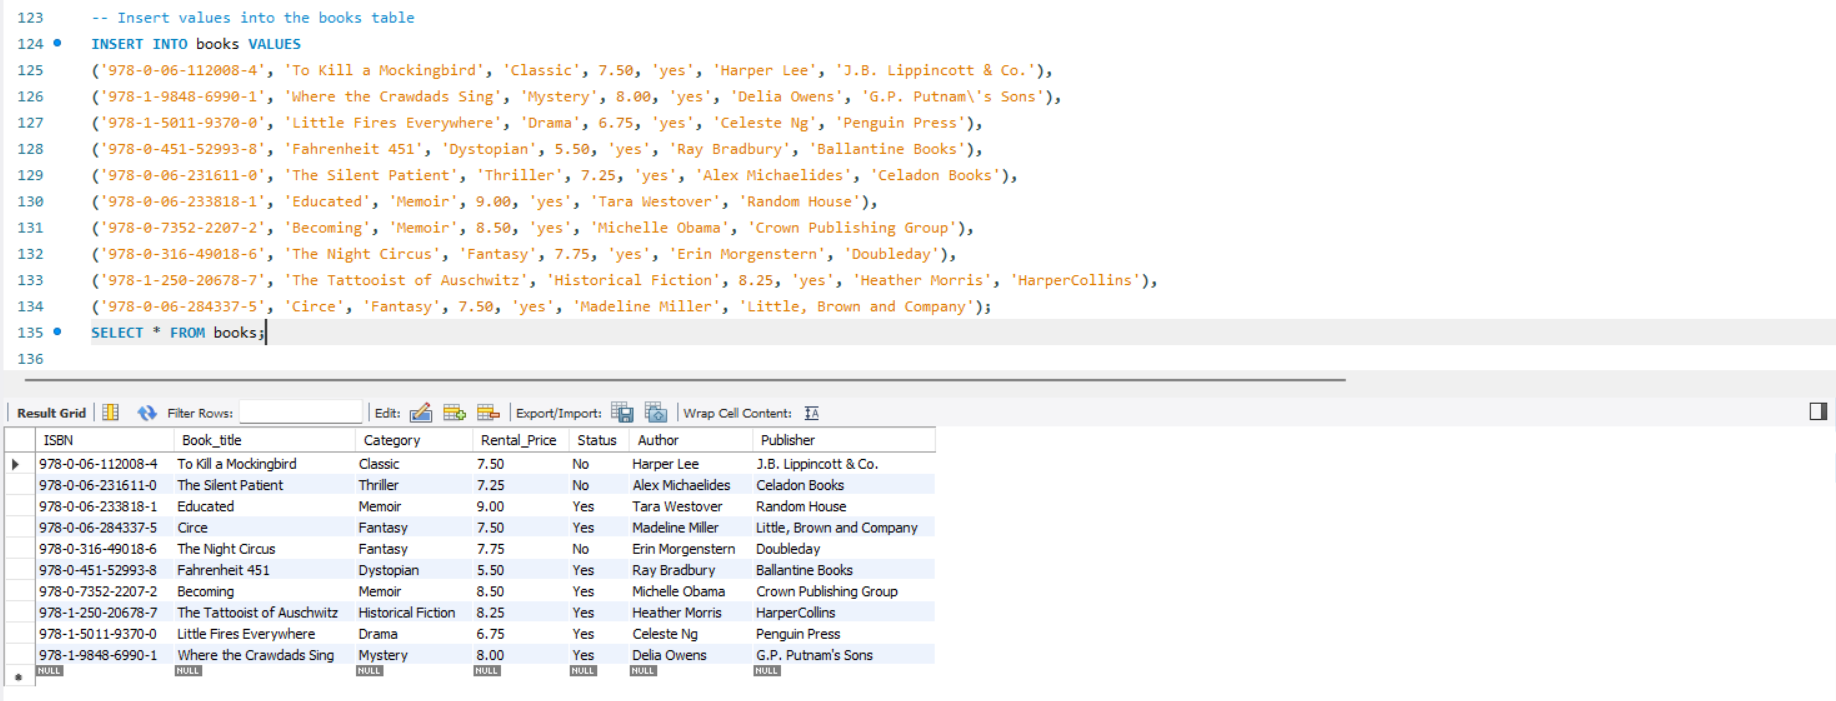 123 -- Insert values into the books table
124 INSERT INTO books VALUES
125 ('978-0-06-112008-4', 'To Kill a Mockingbird', 'Classic', 7.50, 'yes', 'Harper Lee', 'J.B. Lippincott & Co.'),
126 ('978-1-9848-6990-1', 'Where the Crawdads Sing', 'Mystery', 8.00, 'yes', 'Delia Owens', 'G.P. Putnam\'s Sons'),
127 ('978-1-5011-9370-0', 'Little Fires Everywhere', 'Drama', 6.75, 'yes', 'Celeste Ng', 'Penguin Press'),
128 ('978-0-451-52993-8', 'Fahrenheit 451', 'Dystopian', 5.50, 'yes', 'Ray Bradbury', 'Ballantine Books'),
129 ('978-0-06-231611-0', 'The Silent Patient', 'Thriller', 7.25, 'yes', 'Alex Michaelides', 'Celadon Books'),
130 ('978-0-06-233818-1', 'Educated', 'Memoir', 9.00, 'yes', 'Tara Westover', 'Random House'),
131 ('978-0-7352-2207-2', 'Becoming', 'Memoir', 8.50, 'yes', 'Michelle Obama', 'Crown Publishing Group'),
132 ('978-0-316-49018-6', 'The Night Circus', 'Fantasy', 7.75, 'yes', 'Erin Morgenstern', 'Doubleday'),
133 ('978-1-250-20678-7', 'The Tattooist of Auschwitz', 'Historical Fiction', 8.25, 'yes', 'Heather Morris', 'HarperCollins'),
134 ('978-0-06-284337-5', 'Circe', 'Fantasy', 7.50, 'yes', 'Madeline Miller', 'Little, Brown and Company');
135 SELECT * FROM books;
136
Result Grid Filter Rows: Edit: Export/Import: Wrap Cell Content:
ISBN Book_title Category Rental_Price Status Author Publisher
978-0-06-112008-4 To Kill a Mockingbird Classic 7.50 No Harper Lee J.B. Lippincott & Co.
978-0-06-231611-0 The Silent Patient Thriller 7.25 No Alex Michaelides Celadon Books
978-0-06-233818-1 Educated Memoir 9.00 Yes Tara Westover Random House
978-0-06-284337-5 Circe Fantasy 7.50 Yes Madeline Miller Little, Brown and Company
978-0-316-49018-6 The Night Circus Fantasy 7.75 No Erin Morgenstern Doubleday
978-0-451-52993-8 Fahrenheit 451 Dystopian 5.50 Yes Ray Bradbury Ballantine Books
978-0-7352-2207-2 Becoming Memoir 8.50 Yes Michelle Obama Crown Publishing Group
978-1-250-20678-7 The Tattooist of Auschwitz Historical Fiction 8.25 Yes Heather Morris HarperCollins
978-1-5011-9370-0 Little Fires Everywhere Drama 6.75 Yes Celeste Ng Penguin Press
978-1-9848-6990-1 Where the Crawdads Sing Mystery 8.00 Yes Delia Owens G.P. Putnam's Sons
NULL NULL NULL NULL NULL NULL NULL